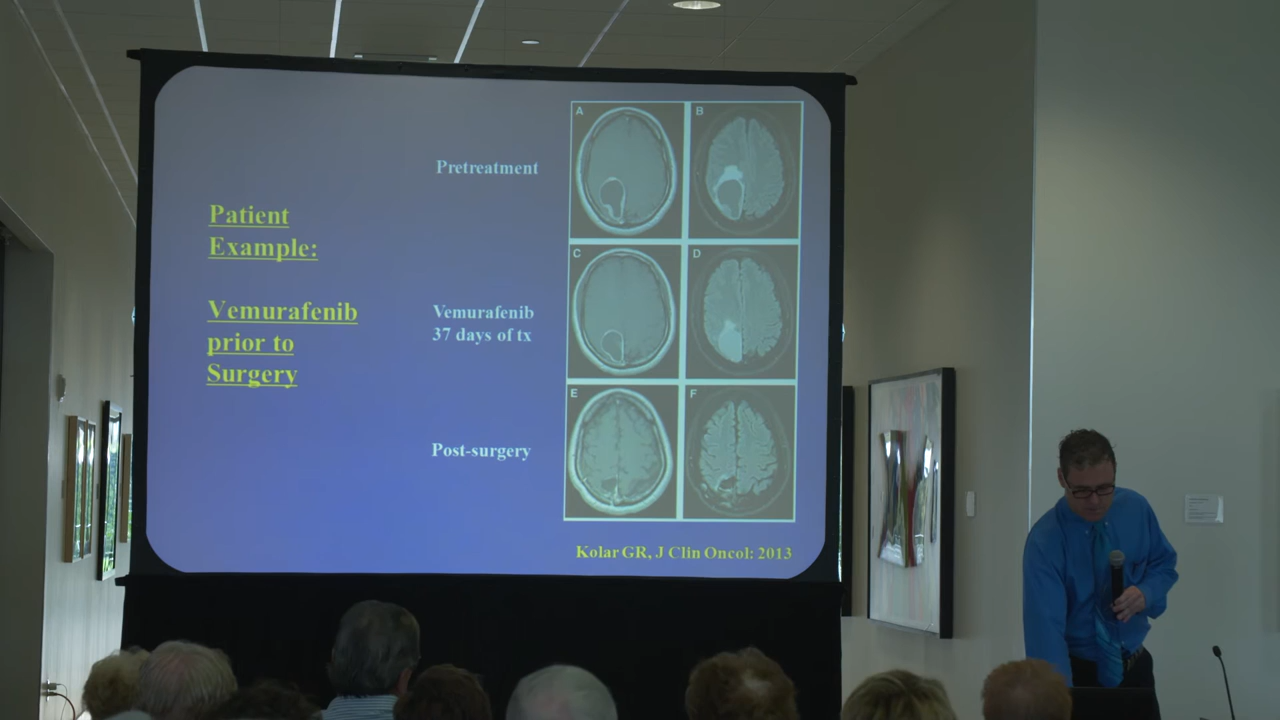 Patient
Example:
Vemurafenib
prior to
Surgery
Pretreatment
Vemurafenib
37 days of tx
Post-surgery
A
B
C
D
E
F
Kolar GR, J Clin Oncol: 2013